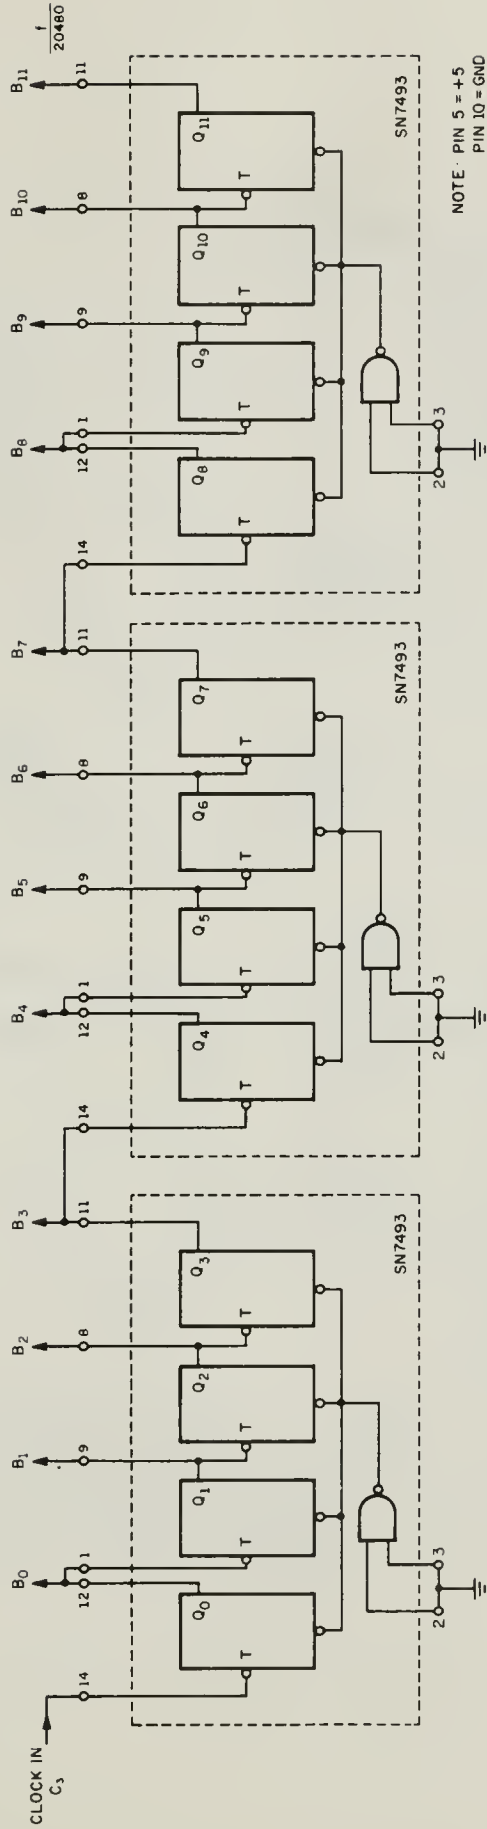 CLOCK IN
C3
14
B0
12
1
B1
9
B2
8
B3
11
14
B4
12
1
B5
9
B6
8
B7
11
14
B8
12
1
B9
9
B10
8
B11
11
f
20480
T
Q0
T
Q1
T
Q2
T
Q3
SN7493
2
3
T
Q4
T
Q5
T
Q6
T
Q7
SN7493
2
3
T
Q8
T
Q9
T
Q10
T
Q11
SN7493
2
3
NOTE: PIN 5 = +5
PIN 10 = GND